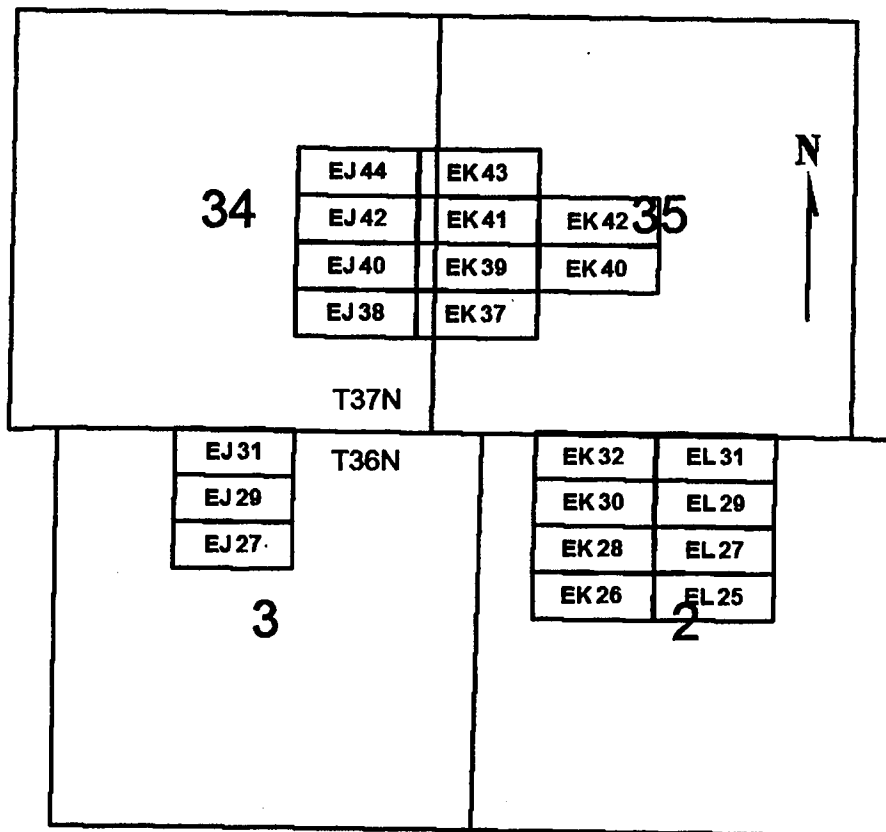 N
EJ 44 EK 43
34 EJ 42 EK 41 EK 42 35
EJ 40 EK 39 EK 40
EJ 38 EK 37
T37N
EJ 31 T36N EK 32 EL 31
EJ 29 EK 30 EL 29
EJ 27 EK 28 EL 27
EK 26 EL 25
3 2